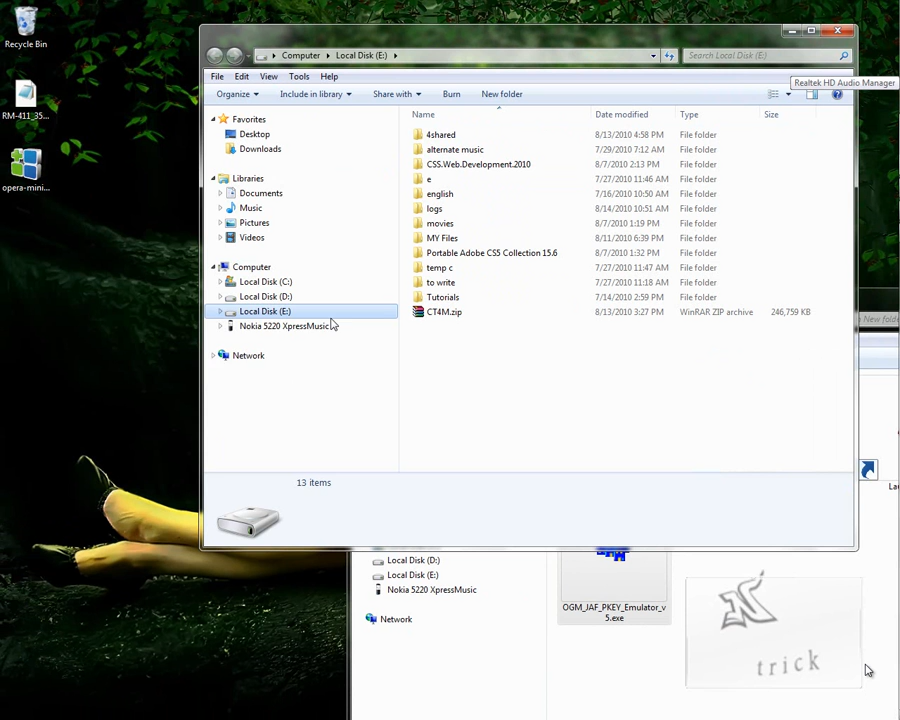 Recycle Bin
RM-411_35...
opera-mini...
Computer Local Disk (E:)
Search Local Disk (E:)
File Edit View Tools Help
Realtek HD Audio Manager
Organize Include in library Share with Burn New folder
Name Date modified Type Size
Favorites
Desktop
Downloads
Libraries
Documents
Music
Pictures
Videos
Computer
Local Disk (C:)
Local Disk (D:)
Local Disk (E:)
Nokia 5220 XpressMusic
Network
4shared 8/13/2010 4:58 PM File folder
alternate music 7/29/2010 7:12 AM File folder
CSS.Web.Development.2010 8/7/2010 2:13 PM File folder
e 7/27/2010 11:46 AM File folder
english 7/16/2010 10:50 AM File folder
logs 8/14/2010 10:51 AM File folder
movies 8/7/2010 1:19 PM File folder
MY Files 8/11/2010 6:39 PM File folder
Portable Adobe CS5 Collection 15.6 8/7/2010 1:32 PM File folder
temp c 7/27/2010 11:47 AM File folder
to write 7/27/2010 11:18 AM File folder
Tutorials 7/14/2010 2:59 PM File folder
CT4M.zip 8/13/2010 3:27 PM WinRAR ZIP archive 246,759 KB
13 items
New folder
La
Local Disk (D:)
Local Disk (E:)
Nokia 5220 XpressMusic
Network
OGM_JAF_PKEY_Emulator_v
5.exe
trick